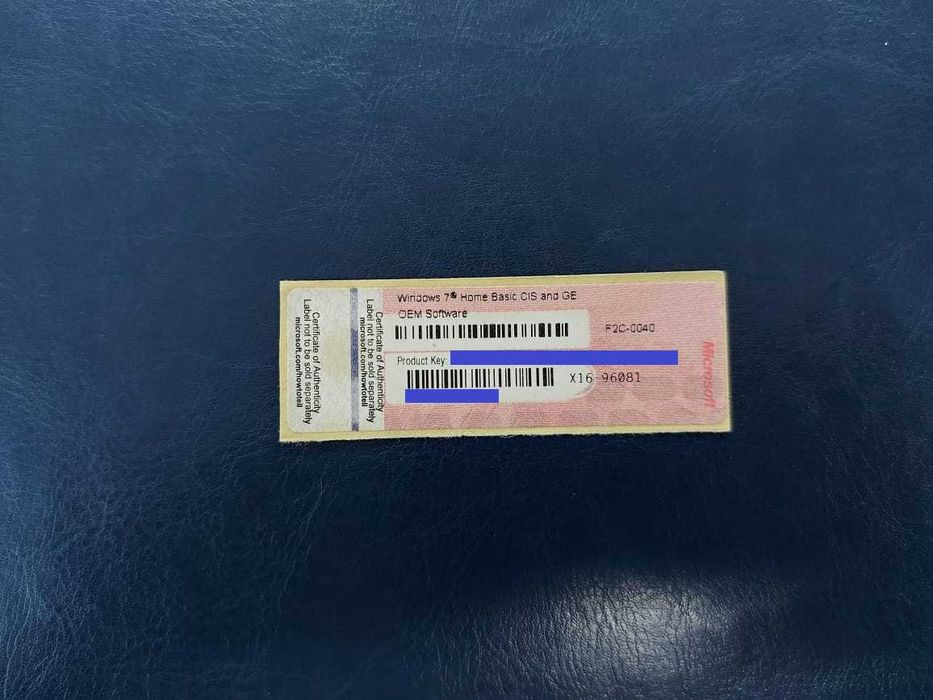 Certificate of Authenticity
Label not to be sold separately
microsoft.com/howtotell
Certificate of Authenticity
Label not to be sold separately
microsoft.com/howtotell
Windows 7® Home Basic CIS and GE
OEM Software
F2C-0040
Product Key:
X16-96081
Microsoft